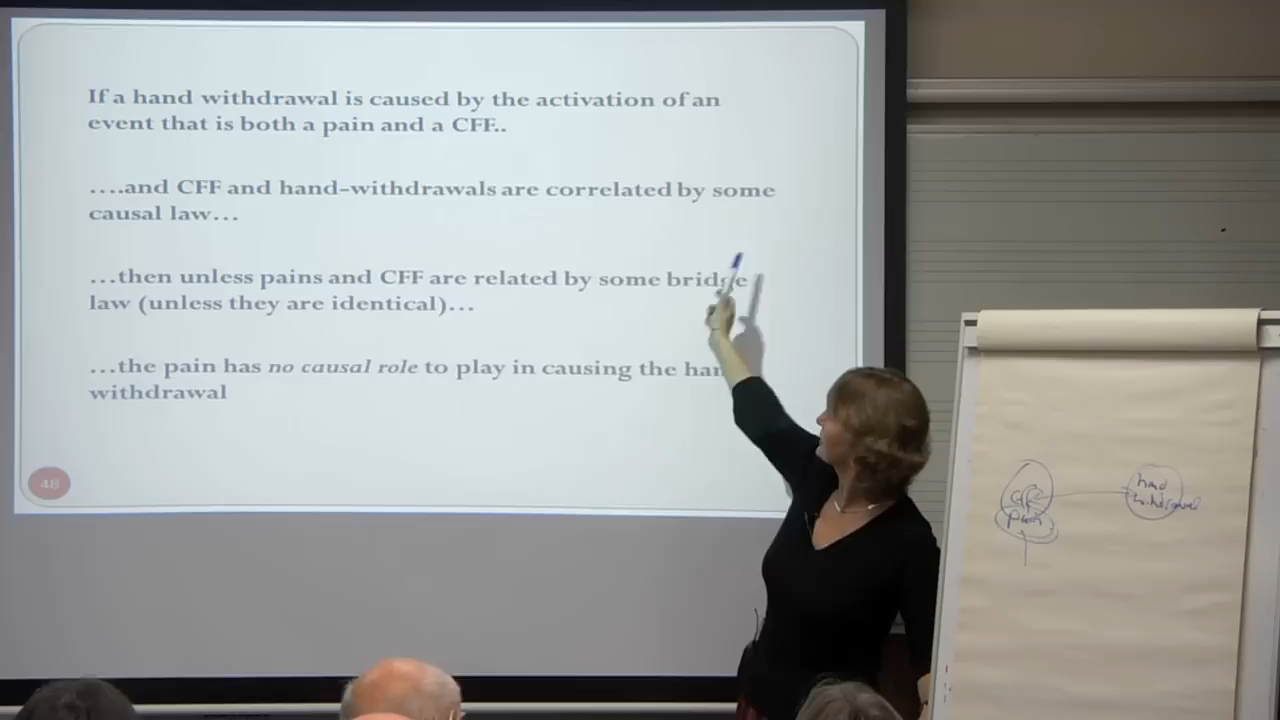 If a hand withdrawal is caused by the activation of an
event that is both a pain and a CFF..
….and CFF and hand-withdrawals are correlated by some
causal law…
…then unless pains and CFF are related by some bridge
law (unless they are identical)…
…the pain has no causal role to play in causing the han
withdrawal
48
CFF
pain
hand
withdrawal